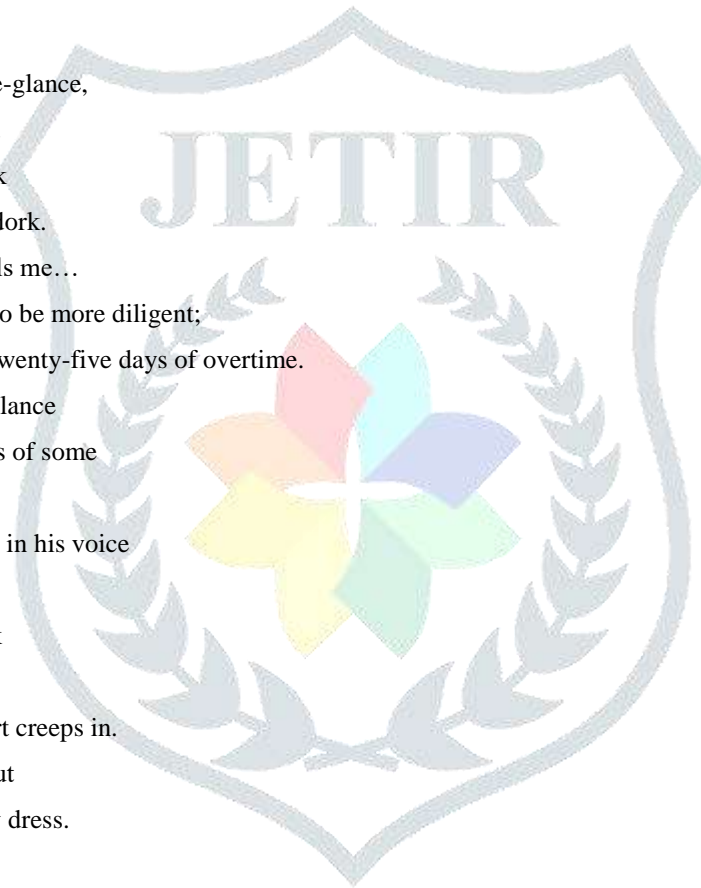 e-glance,
JETIR
k
dork.
ls me…
o be more diligent;
wenty-five days of overtime.
lance
s of some
in his voice
t
rt creeps in.
ut
dress.